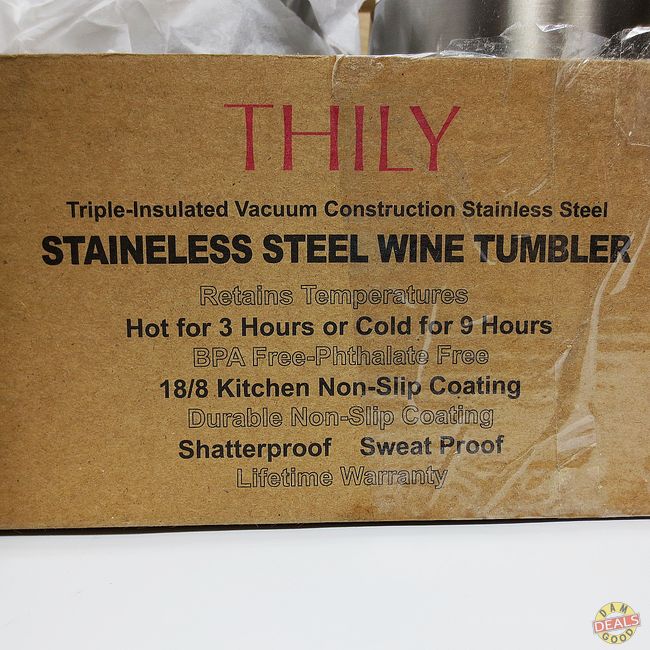 THILY
Triple-Insulated Vacuum Construction Stainless Steel
STAINELESS STEEL WINE TUMBLER
Retains Temperatures
Hot for 3 Hours or Cold for 9 Hours
BPA Free-Phthalate Free
18/8 Kitchen Non-Slip Coating
Durable Non-Slip Coating
Shatterproof Sweat Proof
Lifetime Warranty
DAM
DEALS
GOOD